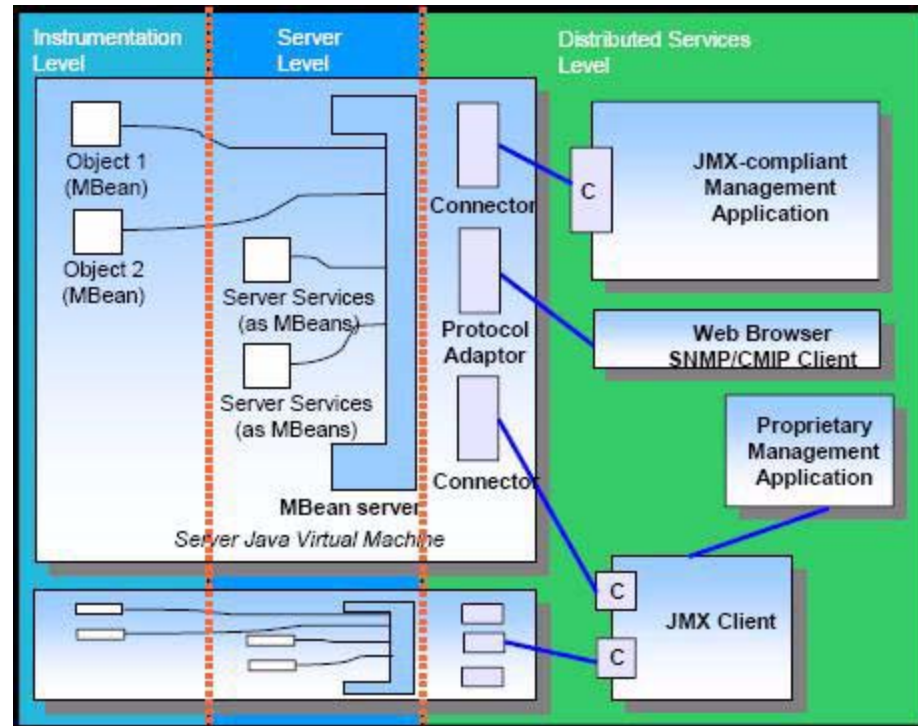 Instrumentation
Level
Server
Level
Distributed Services
Level
Object 1
(MBean)
Object 2
(MBean)
Server Services
(as MBeans)
Server Services
(as MBeans)
MBean server
Server Java Virtual Machine
Connector
Protocol
Adaptor
Connector
C
JMX-compliant
Management
Application
Web Browser
SNMP/CMIP Client
Proprietary
Management
Application
C
C
JMX Client